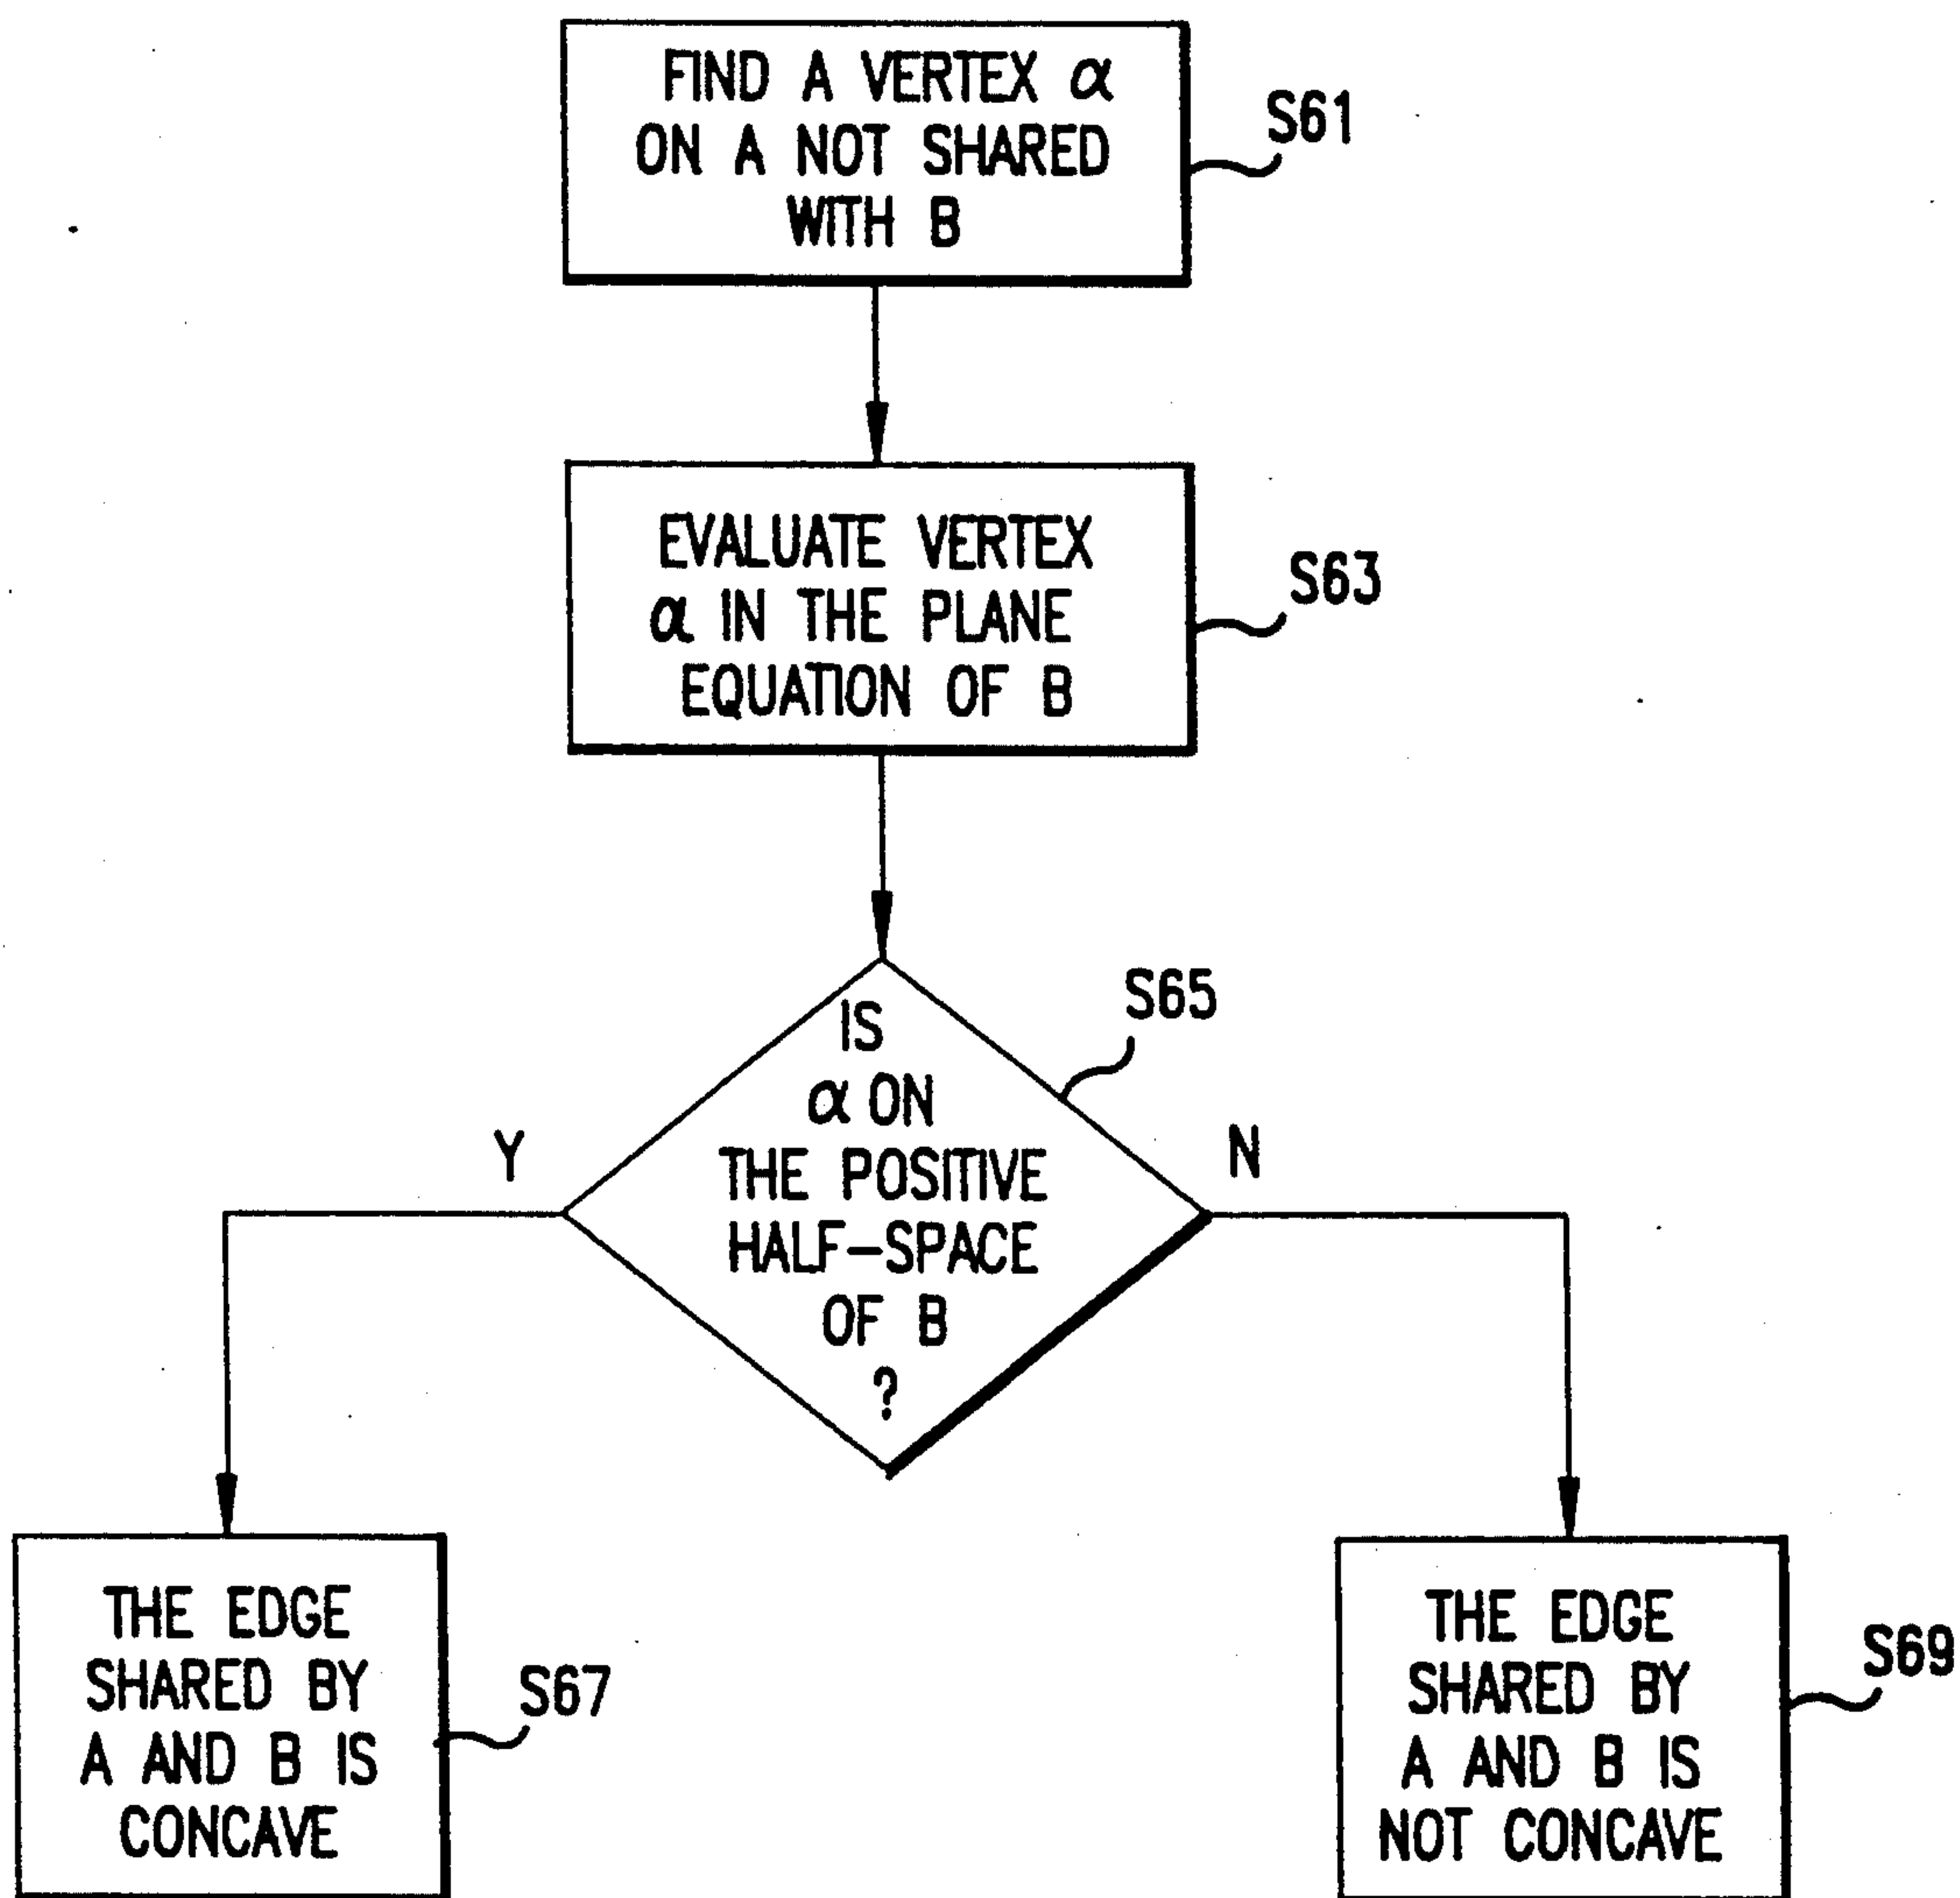 FIND A VERTEX α
ON A NOT SHARED
WITH B
S61
EVALUATE VERTEX
α IN THE PLANE
EQUATION OF B
S63
IS
α ON
THE POSITIVE
HALF-SPACE
OF B
?
S65
Y
N
THE EDGE
SHARED BY
A AND B IS
CONCAVE
S67
THE EDGE
SHARED BY
A AND B IS
NOT CONCAVE
S69